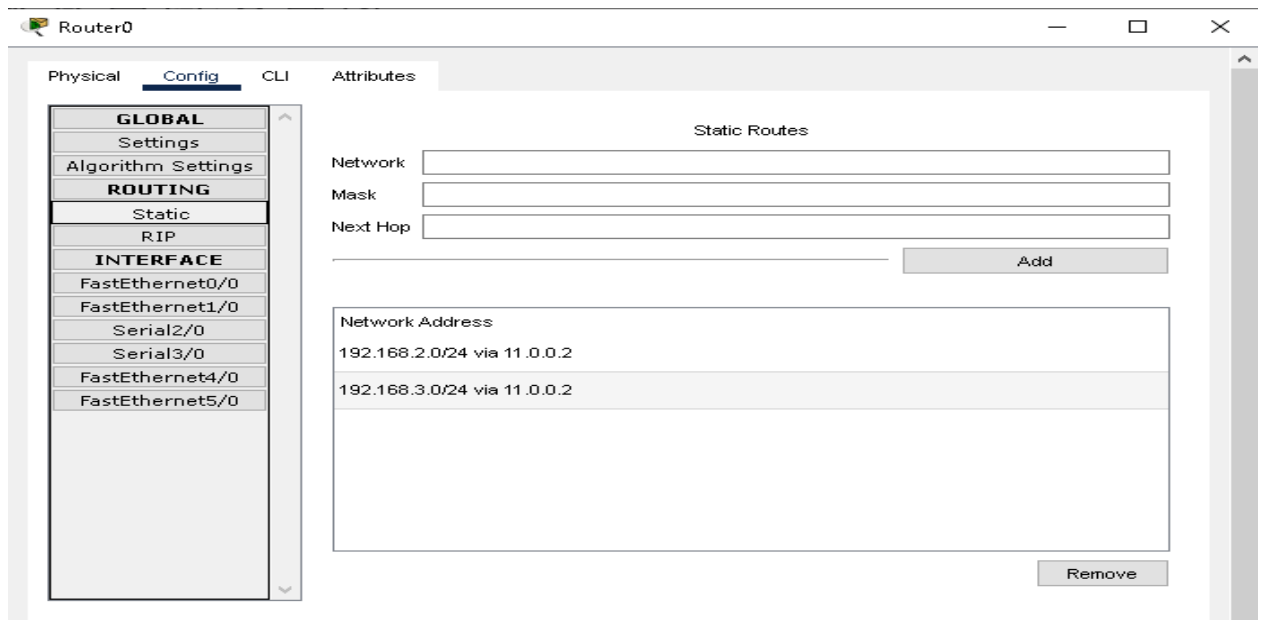 Router0
Physical Config CLI Attributes
GLOBAL
Settings
Algorithm Settings
ROUTING
Static
RIP
INTERFACE
FastEthernet0/0
FastEthernet1/0
Serial2/0
Serial3/0
FastEthernet4/0
FastEthernet5/0
Static Routes
Network
Mask
Next Hop
Add
Network Address
192.168.2.0/24 via 11.0.0.2
192.168.3.0/24 via 11.0.0.2
Remove